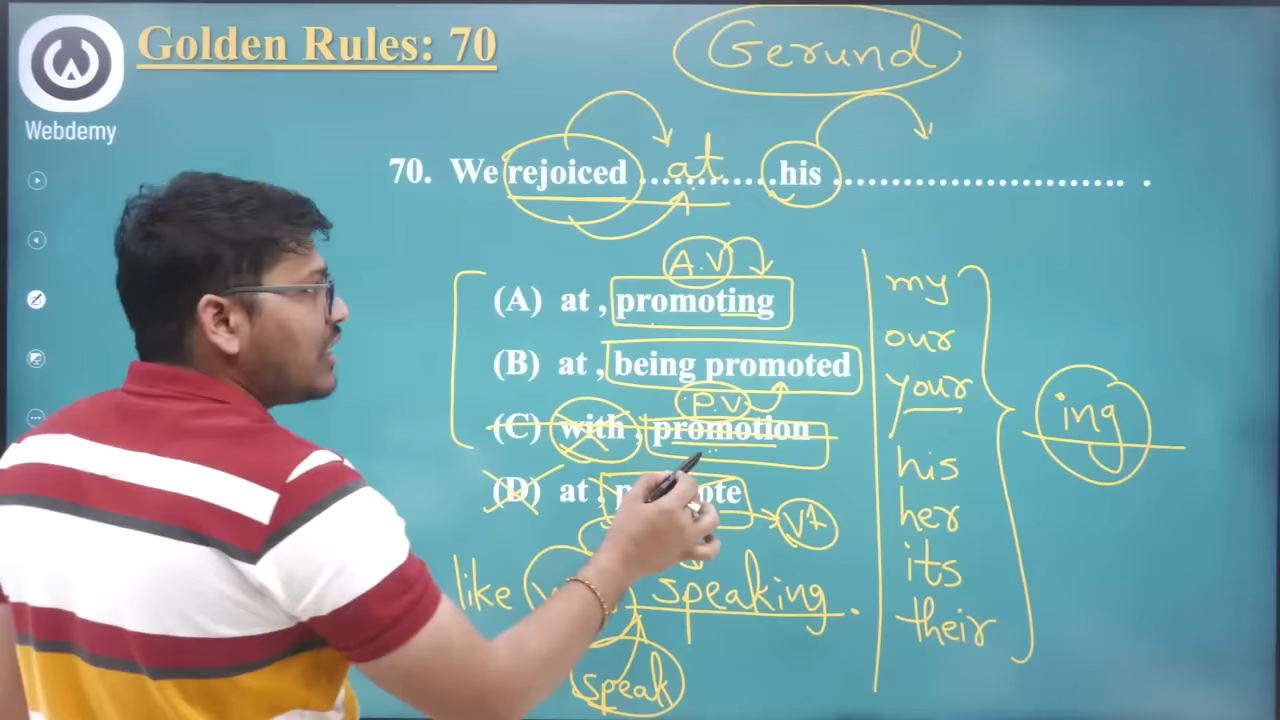 Golden Rules: 70
Webdemy
Gerund
70. We rejoiced ............ at his .............................. .
A.V
(A) at , promoting
(B) at , being promoted
P.V
(C) with , promotion
(D) at ,
V1
like speaking .
speak
my
our
your
his
her
its
their
ing